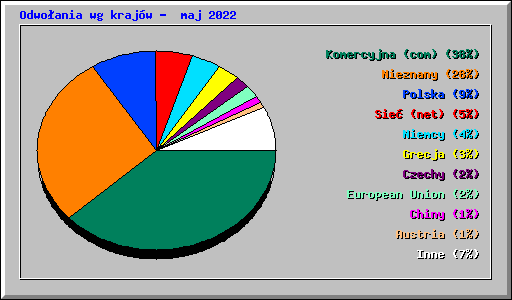 Odwołania wg krajów - maj 2022
Komercyjna (com) (38%)
Nieznany (28%)
Polska (9%)
Sieć (net) (5%)
Niemcy (4%)
Grecja (3%)
Czechy (2%)
European Union (2%)
Chiny (1%)
Austria (1%)
Inne (7%)